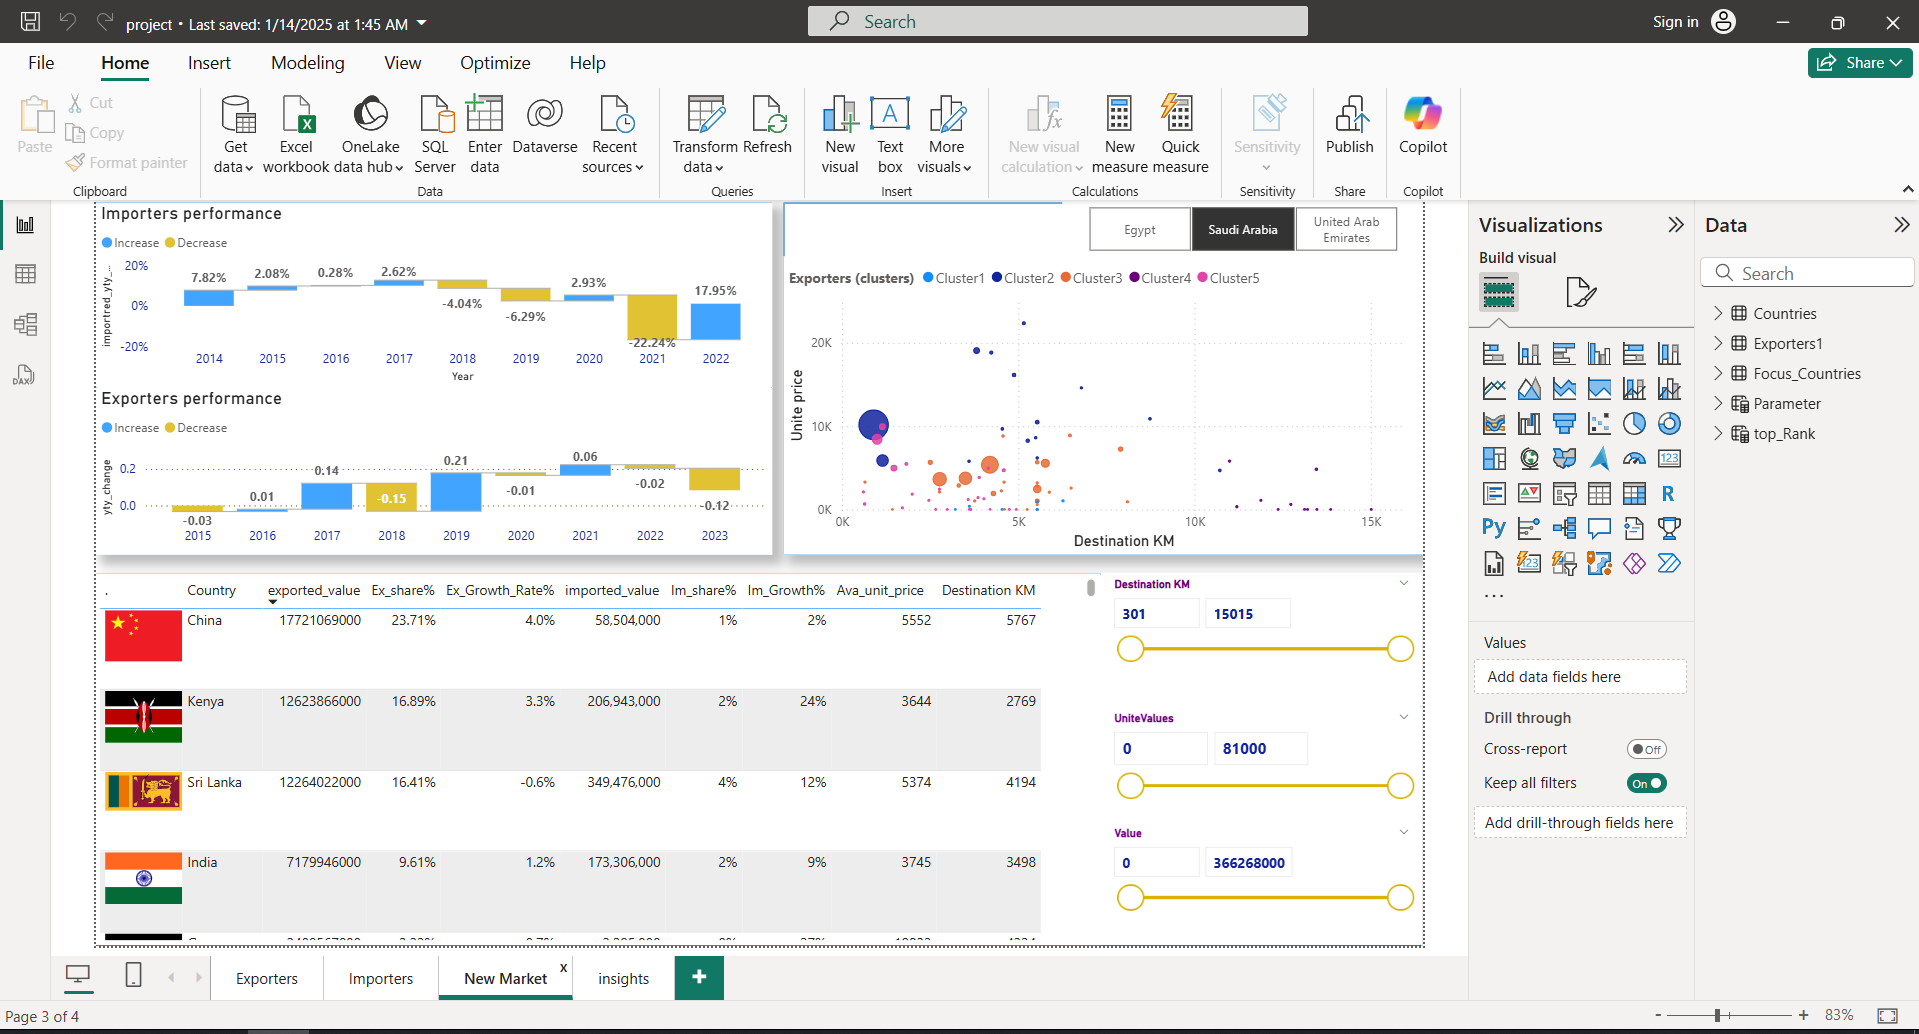 project • Last saved: 1/14/2025 at 1:45 AM
Search
Sign in
File
Home
Insert
Modeling
View
Optimize
Help
Share
Paste
Cut
Copy
Format painter
Clipboard
Get data
Excel workbook
OneLake data hub
SQL Server
Enter data
Dataverse
Recent sources
Data
Transform data
Refresh
Queries
New visual
Text box
More visuals
Insert
New visual calculation
New measure
Quick measure
Calculations
Sensitivity
Sensitivity
Publish
Share
Copilot
Copilot
Importers performance
Increase Decrease
importred_yty_...
20%
0%
-20%
7.82%
2.08%
0.28%
2.62%
-4.04%
-6.29%
2.93%
-22.24%
17.95%
2014 2015 2016 2017 2018 2019 2020 2021 2022
Year
Exporters performance
Increase Decrease
yty_change
0.2
0.0
-0.03
0.01
0.14
-0.15
0.21
-0.01
0.06
-0.02
-0.12
2015 2016 2017 2018 2019 2020 2021 2022 2023
Egypt
Saudi Arabia
United Arab Emirates
Exporters (clusters) Cluster1 Cluster2 Cluster3 Cluster4 Cluster5
Unite price
20K
10K
0K
0K 5K 10K 15K
Destination KM
. Country exported_value Ex_share% Ex_Growth_Rate% imported_value Im_share% Im_Growth% Ava_unit_price Destination KM
China 17721069000 23.71% 4.0% 58,504,000 1% 2% 5552 5767
Kenya 12623866000 16.89% 3.3% 206,943,000 2% 24% 3644 2769
Sri Lanka 12264022000 16.41% -0.6% 349,476,000 4% 12% 5374 4194
India 7179946000 9.61% 1.2% 173,306,000 2% 9% 3745 3498
Destination KM
301 15015
UniteValues
0 81000
Value
0 366268000
Visualizations
Build visual
123
R
Py
123
...
Values
Add data fields here
Drill through
Cross-report
Off
Keep all filters
On
Add drill-through fields here
Data
Search
Countries
Exporters1
Focus_Countries
Parameter
top_Rank
DAX
Exporters
Importers
New Market
x
insights
+
Page 3 of 4
- + 83%